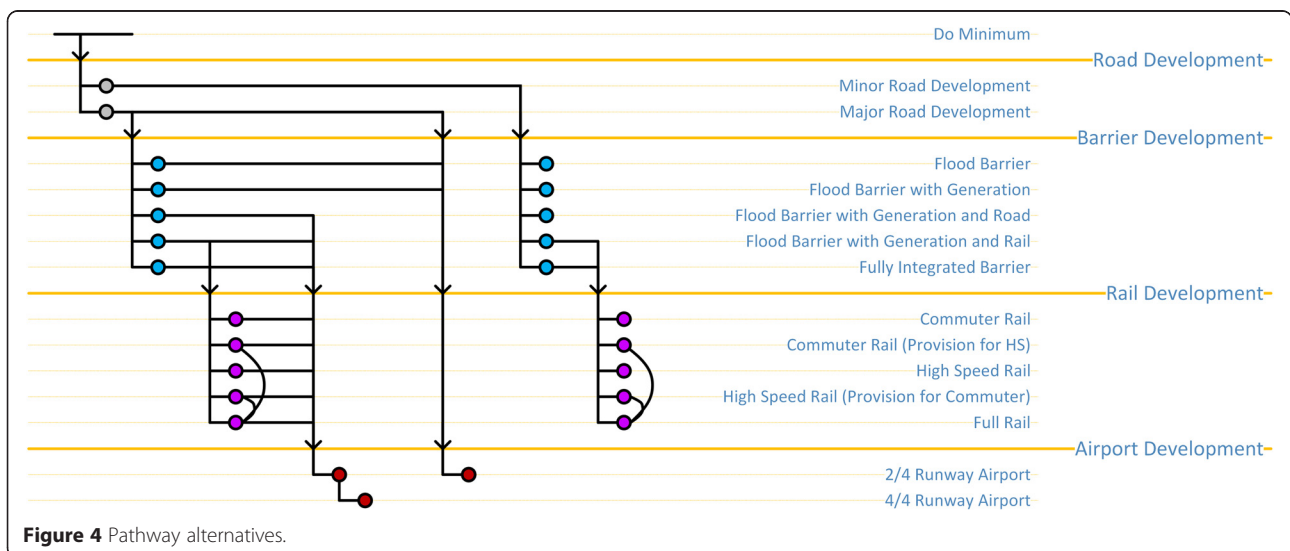 Do Minimum
Road Development
Minor Road Development
Major Road Development
Barrier Development
Flood Barrier
Flood Barrier with Generation
Flood Barrier with Generation and Road
Flood Barrier with Generation and Rail
Fully Integrated Barrier
Rail Development
Commuter Rail
Commuter Rail (Provision for HS)
High Speed Rail
High Speed Rail (Provision for Commuter)
Full Rail
Airport Development
2/4 Runway Airport
4/4 Runway Airport
Figure 4 Pathway alternatives.